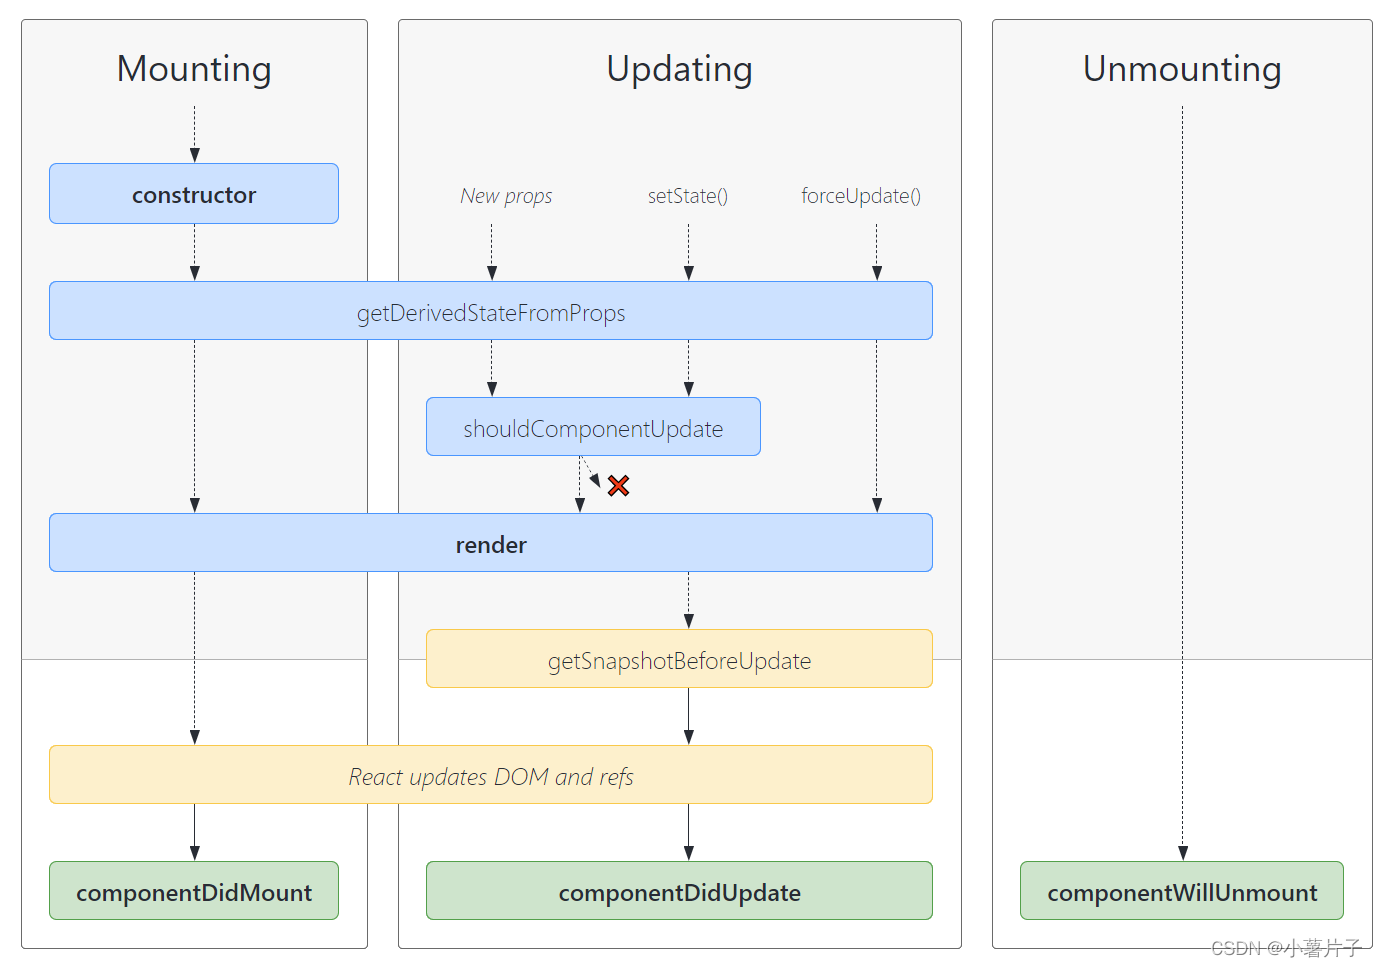 Mounting
Updating
Unmounting
constructor
New props
setState()
forceUpdate()
getDerivedStateFromProps
shouldComponentUpdate
render
getSnapshotBeforeUpdate
React updates DOM and refs
componentDidMount
componentDidUpdate
componentWillUnmount
CSDN @小薯片子